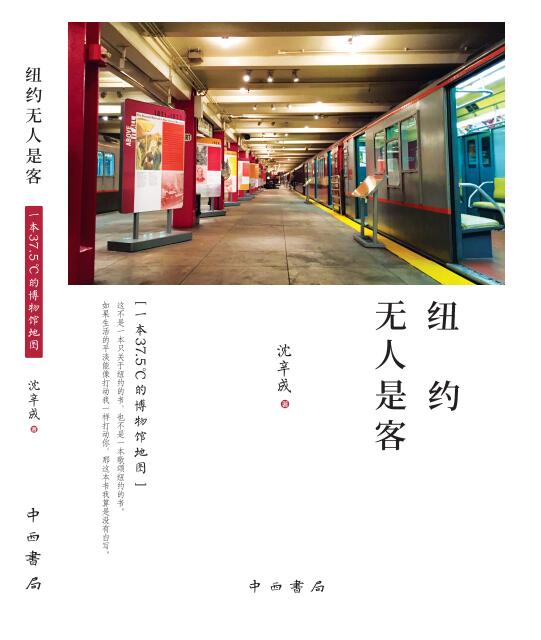 纽约无人是客
一本37.5℃的博物馆地图
沈辛成
著
中西書局
纽约
无人是客
沈辛成
著
[一本37.5℃的博物馆地图]
这不是一本只关于纽约的书，也不是一本歌颂纽约的书。
如果生活的平淡能像打动我一样打动你，那这本书我算是没有白写。
中西書局